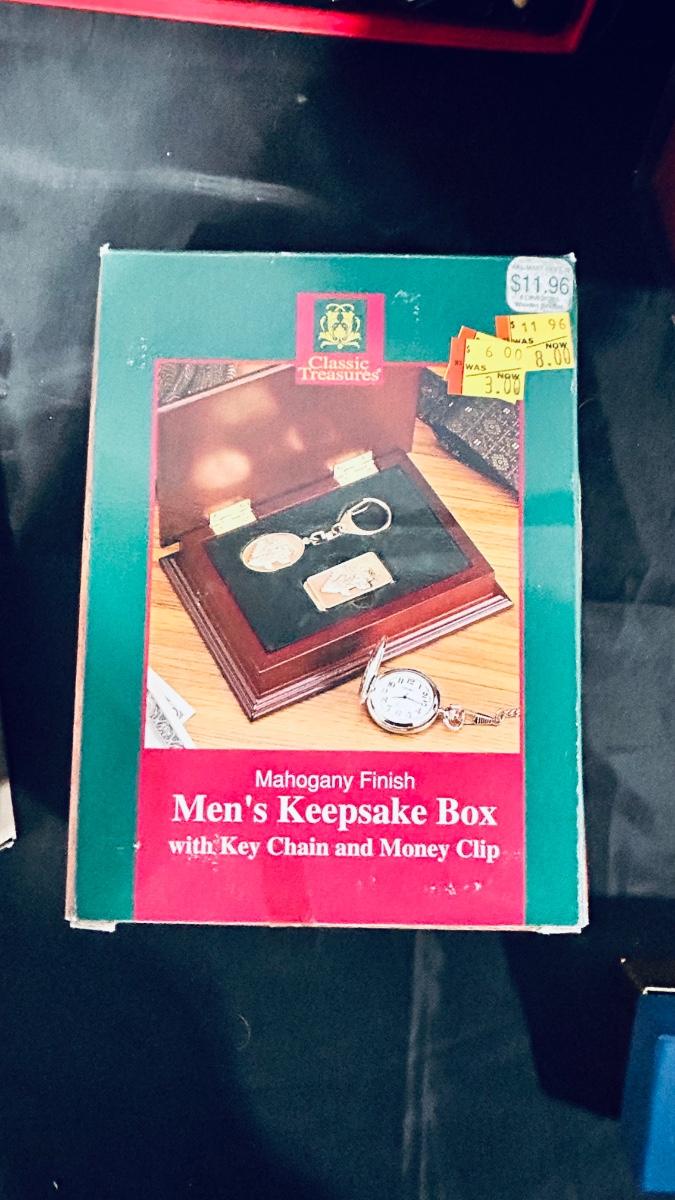 $11.96
$ 11 96
WAS NOW
8.00
$ 6 00
WAS NOW
3.00
Classic
Treasures
Mahogany Finish
Men's Keepsake Box
with Key Chain and Money Clip